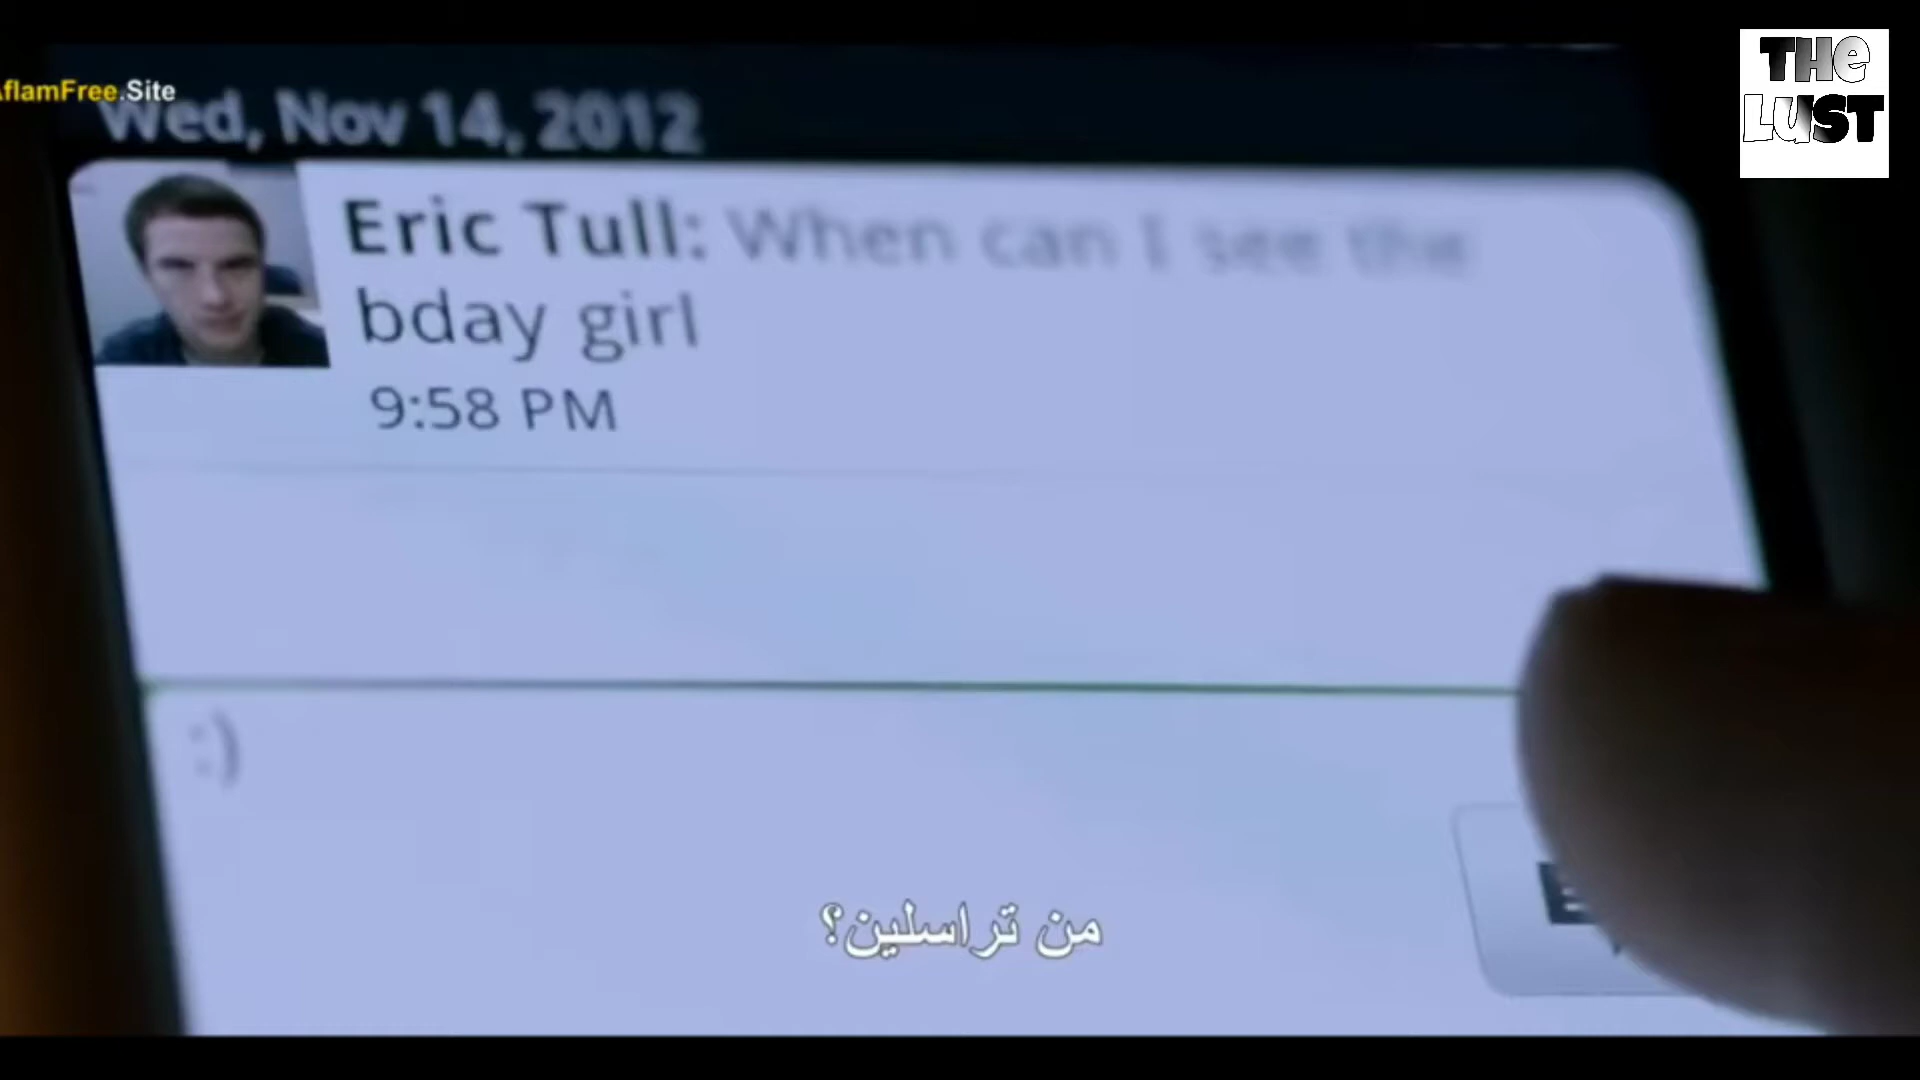 THE
LUST
AflamFree.Site
Wed, Nov 14, 2012
Eric Tull: When can I see the
bday girl
9:58 PM
:)
من تراسلين؟